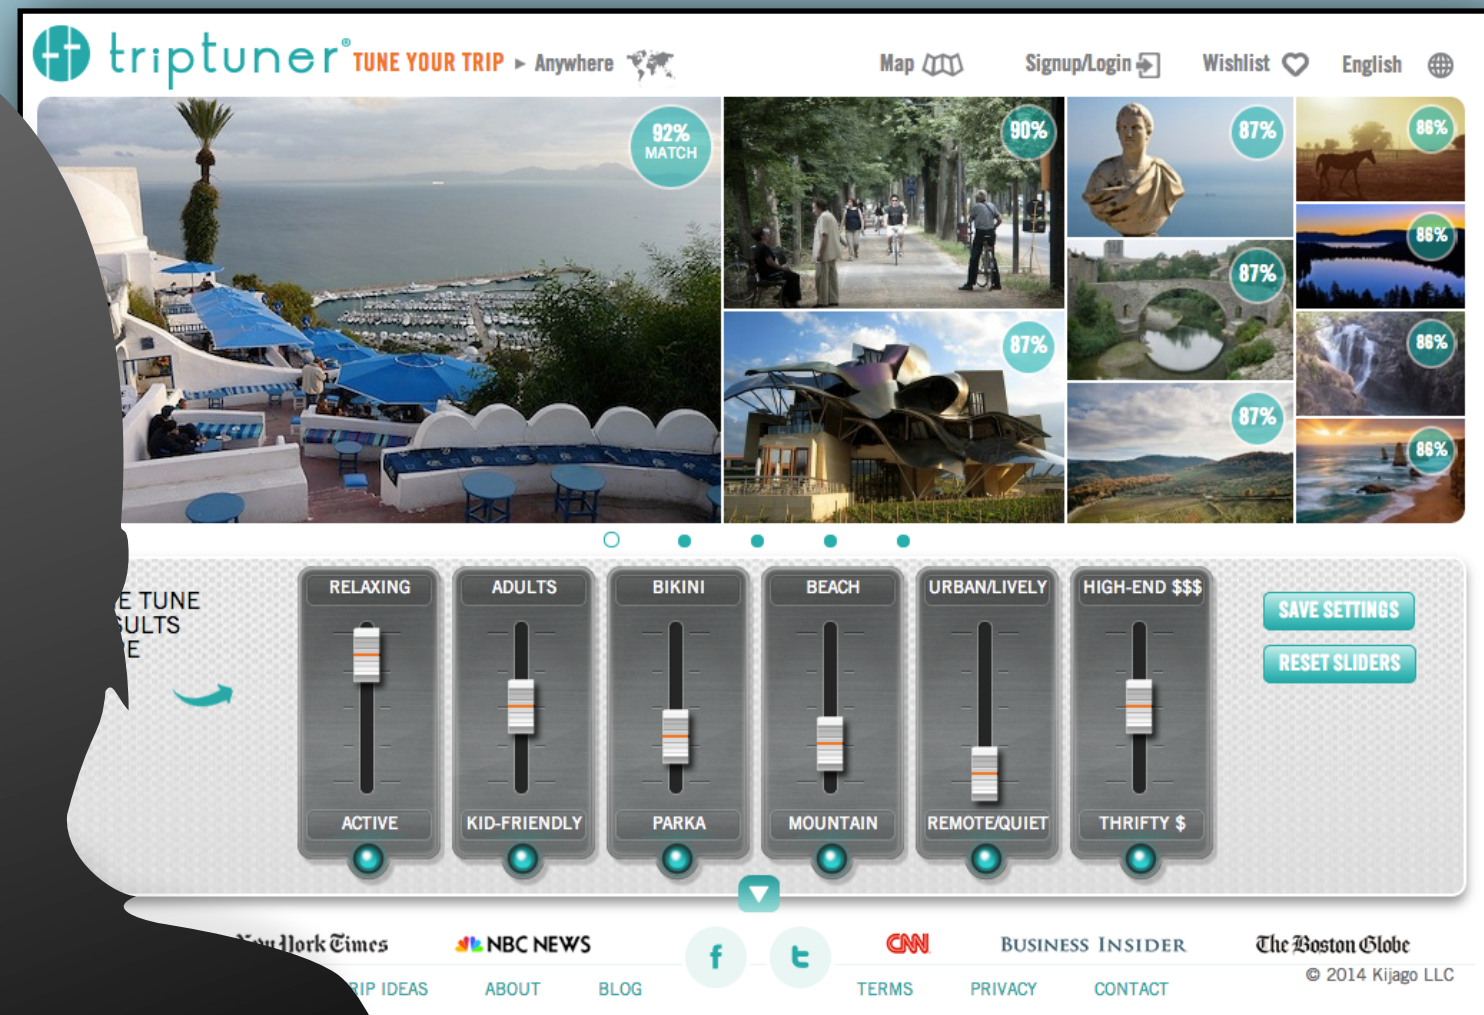 triptuner®
TUNE YOUR TRIP ▸ Anywhere
Map
Signup/Login
Wishlist
English
92%
MATCH
90%
87%
87%
87%
87%
86%
86%
86%
86%
TUNE
RELAXING
ACTIVE
ADULTS
KID-FRIENDLY
BIKINI
PARKA
BEACH
MOUNTAIN
URBAN/LIVELY
REMOTE/QUIET
HIGH-END $$$
THRIFTY $
SAVE SETTINGS
RESET SLIDERS
York Times
NBC NEWS
f
t
CNN
BUSINESS INSIDER
The Boston Globe
© 2014 Kijago LLC
IDEAS
ABOUT
BLOG
TERMS
PRIVACY
CONTACT